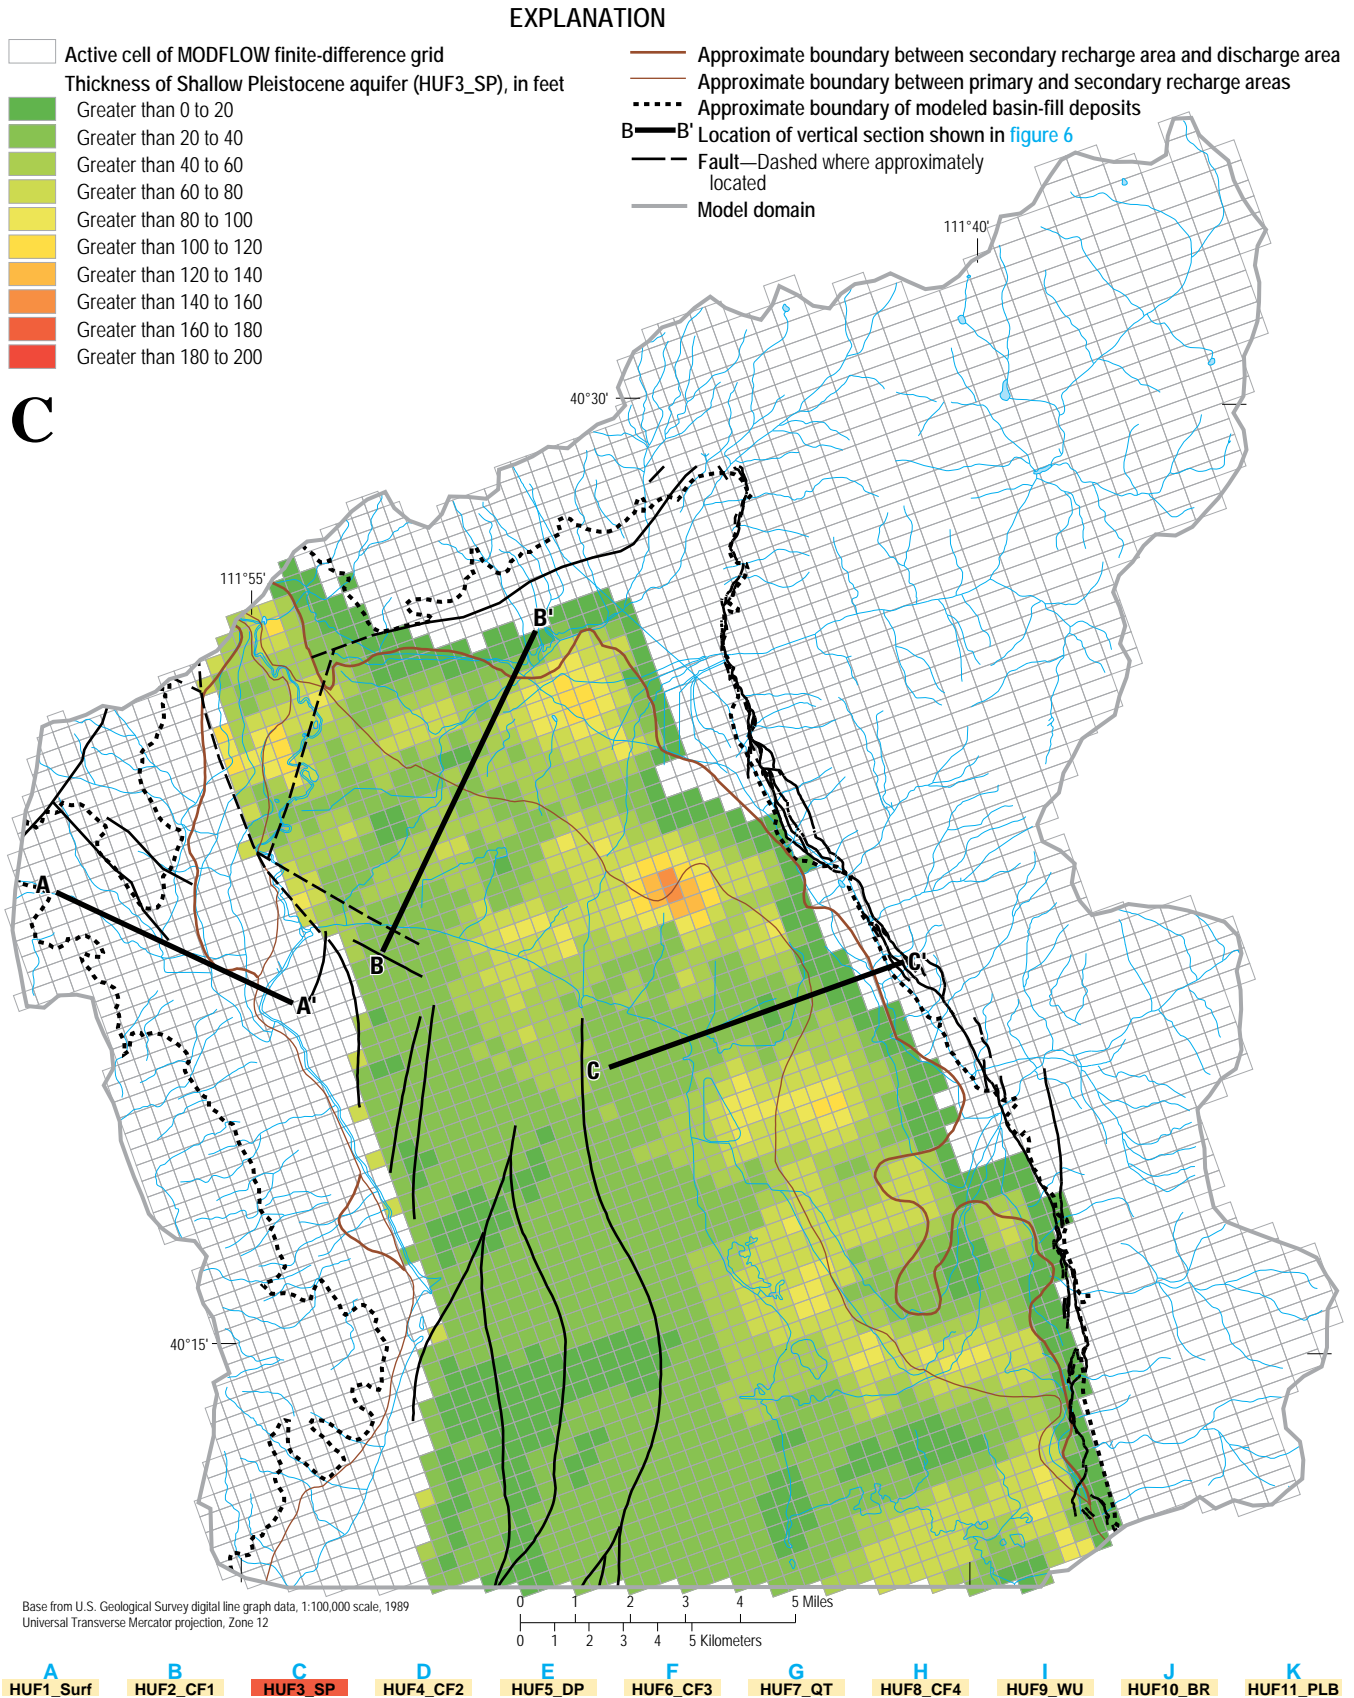 EXPLANATION
Active cell of MODFLOW finite-difference grid
Thickness of Shallow Pleistocene aquifer (HUF3_SP), in feet
Greater than 0 to 20
Greater than 20 to 40
Greater than 40 to 60
Greater than 60 to 80
Greater than 80 to 100
Greater than 100 to 120
Greater than 120 to 140
Greater than 140 to 160
Greater than 160 to 180
Greater than 180 to 200
Approximate boundary between secondary recharge area and discharge area
Approximate boundary between primary and secondary recharge areas
Approximate boundary of modeled basin-fill deposits
B B' Location of vertical section shown in figure 6
Fault—Dashed where approximately
located
Model domain
C
111°40'
40°30'
111°55'
B'
A
B
A'
C'
C
40°15'
Base from U.S. Geological Survey digital line graph data, 1:100,000 scale, 1989
Universal Transverse Mercator projection, Zone 12
0 1 2 3 4 5 Miles
0 1 2 3 4 5 Kilometers
A B C D E F G H I J K
HUF1_Surf HUF2_CF1 HUF3_SP HUF4_CF2 HUF5_DP HUF6_CF3 HUF7_QT HUF8_CF4 HUF9_WU HUF10_BR HUF11_PLB